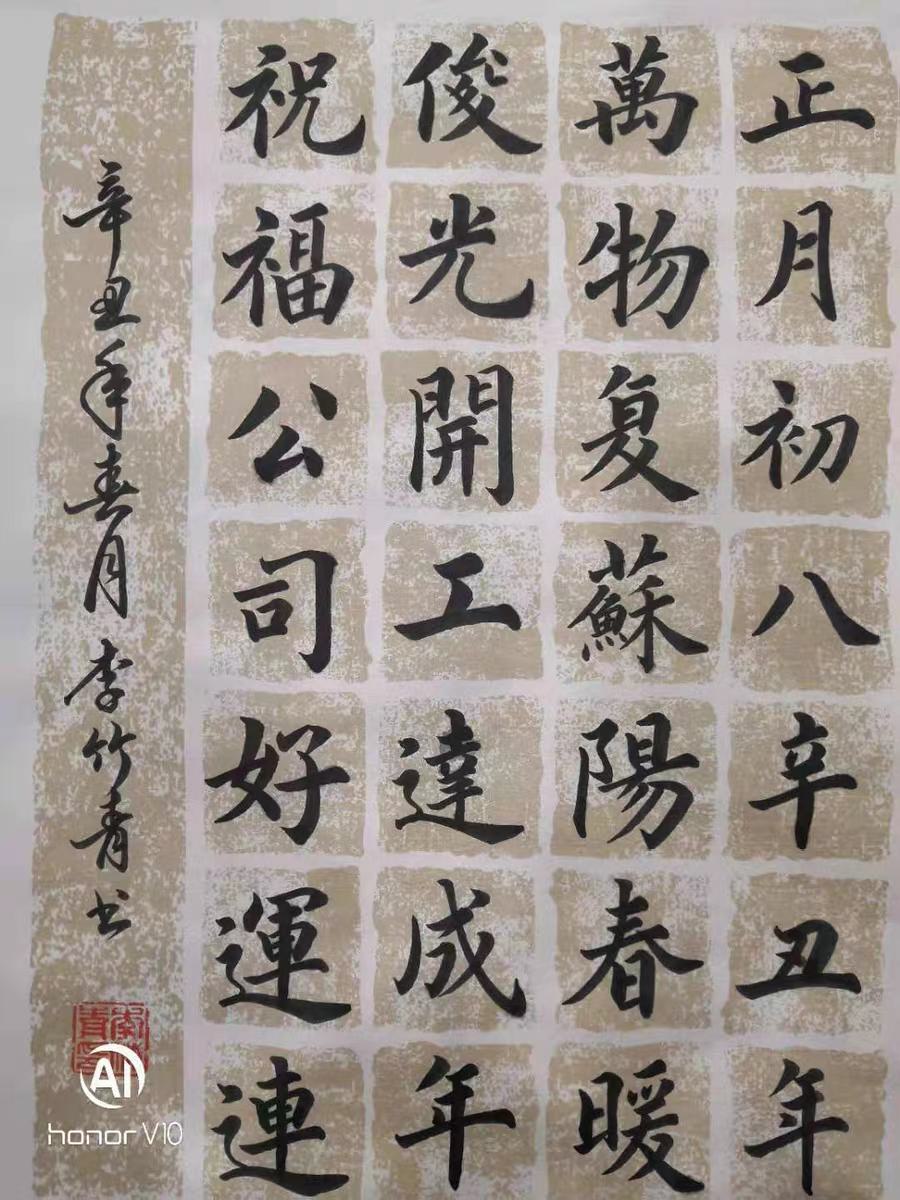 正月初八辛丑年
萬物复蘇陽春暖
俊光開工達成年
祝福公司好運連
辛丑年春月李竹青书
AI
honor V10